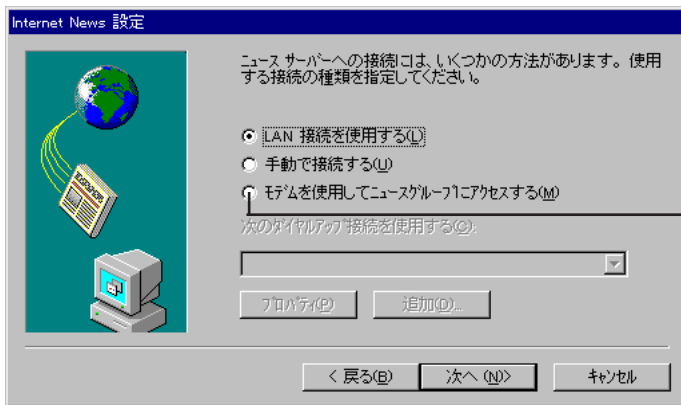 Internet News 設定
ニュース サーバーへの接続には、いくつかの方法があります。使用
する接続の種類を指定してください。
LAN 接続を使用する(L)
手動で接続する(U)
モデムを使用してニュースグループにアクセスする(M)
次のダイヤルアップ接続を使用する(C):
プロパティ(P)
追加(D)...
< 戻る(B)
次へ (N)>
キャンセル